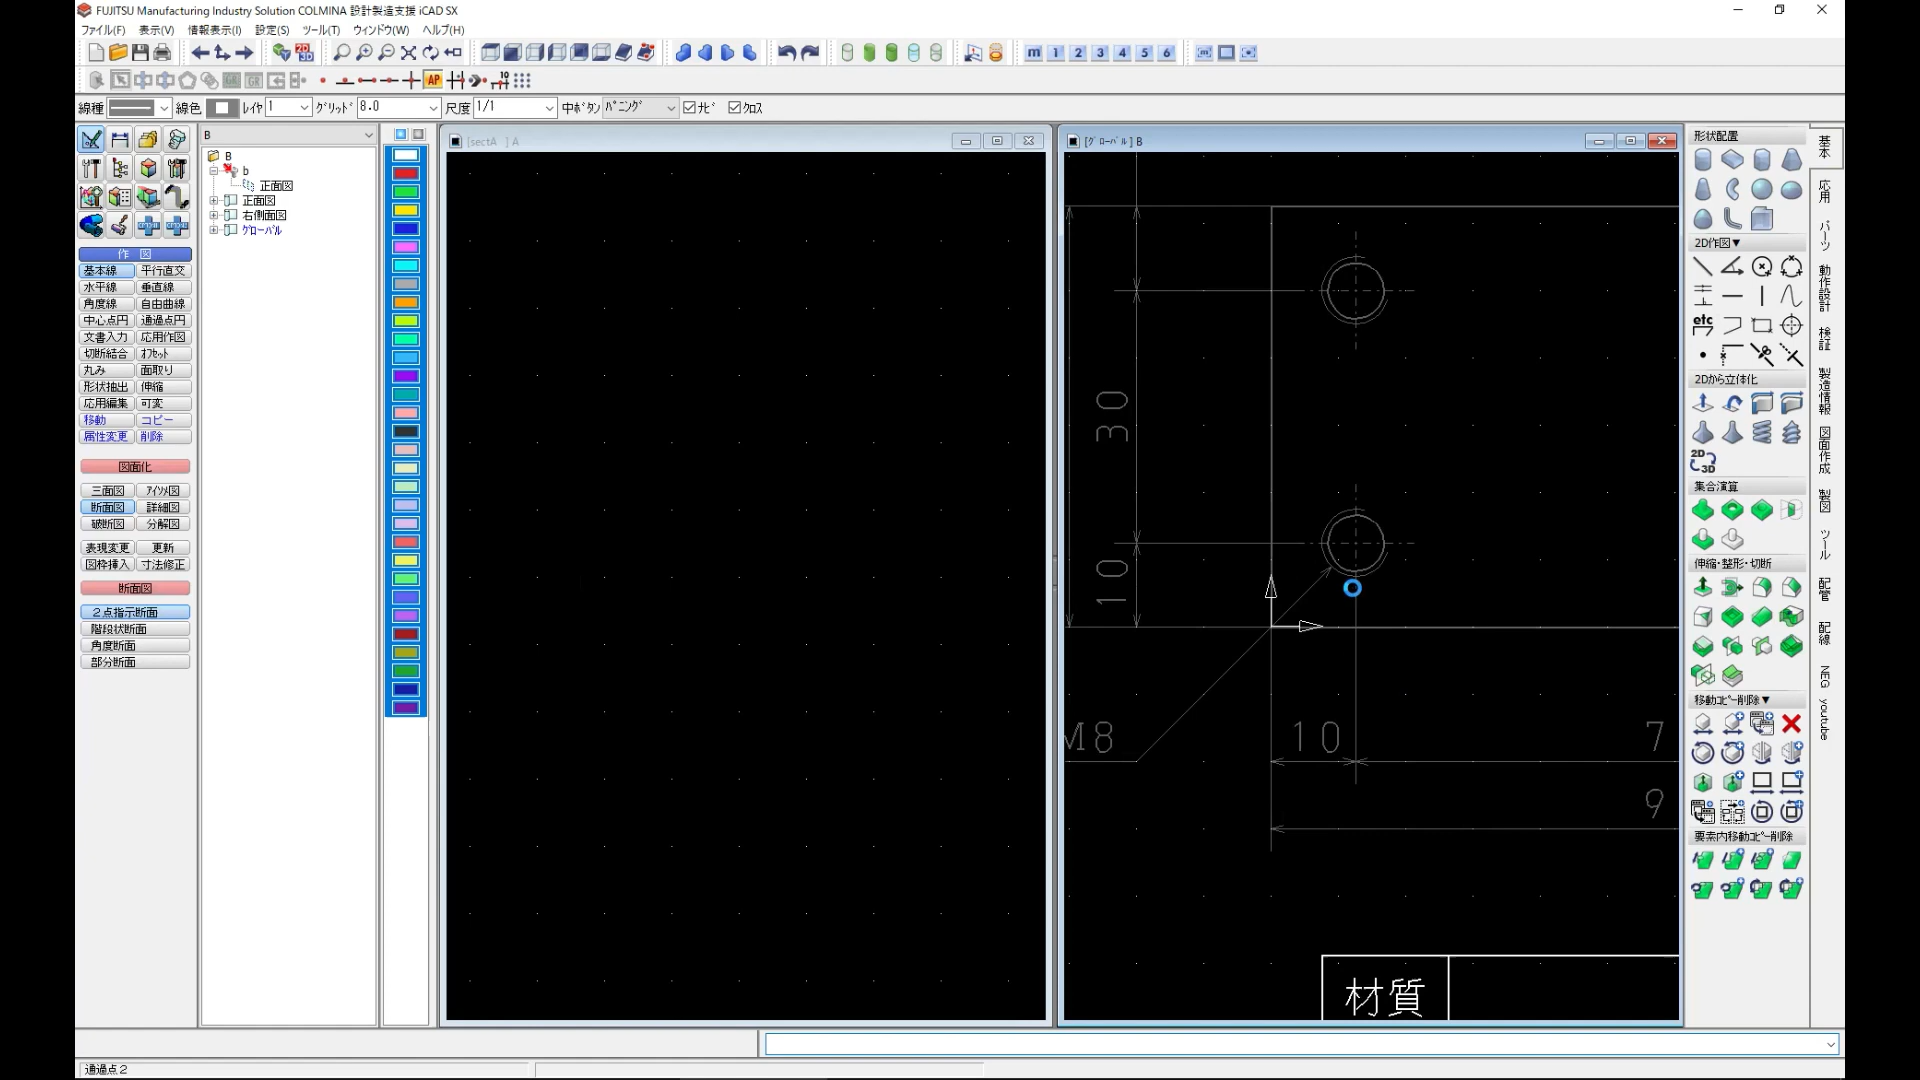 FUJITSU Manufacturing Industry Solution COLMINA 設計製造支援 iCAD SX
ファイル(F) 表示(V) 情報表示(I) 設定(S) ツール(T) ウィンドウ(W) ヘルプ(H)
2D 3D
m 1 2 3 4 5 6
AP 10
線種 線色 レイヤ 1 グリッド 8.0 尺度 1/1 中ボタン パニング ナビ クロス
作 図
基本線 平行直交
水平線 垂直線
角度線 自由曲線
中心点円 通過点円
文書入力 応用作図
切断結合 オフセット
丸み 面取り
形状抽出 伸縮
応用編集 可変
移動 コピー
属性変更 削除
図面化
三面図 アイソメ図
断面図 詳細図
破断図 分解図
表現変更 更新
図枠挿入 寸法修正
断面図
２点指示断面
階段状断面
角度断面
部分断面
B
B
b
正面図
正面図
右側面図
グローバル
[sectA ] A
[グローバル] B
30
10
M8
10
7
9
材質
形状配置
2D作図▼
etc
2Dから立体化
2D 3D
集合演算
伸縮・整形・切断
移動コピー削除▼
要素内移動コピー削除
基本
応用
パーツ
動作設計
検証
製造情報
図面作成
製図
ツール
配管
配線
NEG
youtube
通過点２